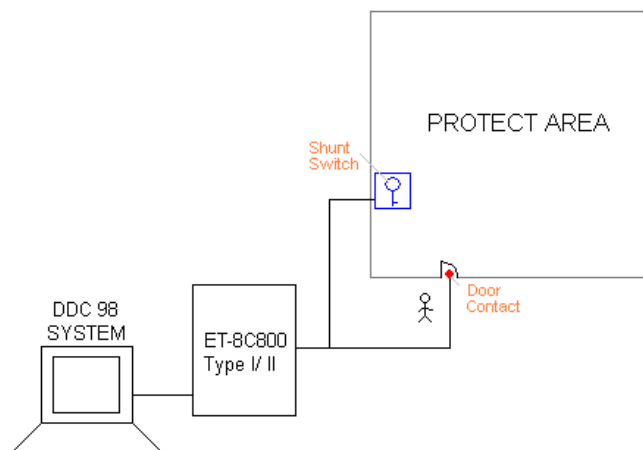 PROTECT AREA
Shunt
Switch
Door
Contact
DDC 98
SYSTEM
ET-8C800
Type I/ II